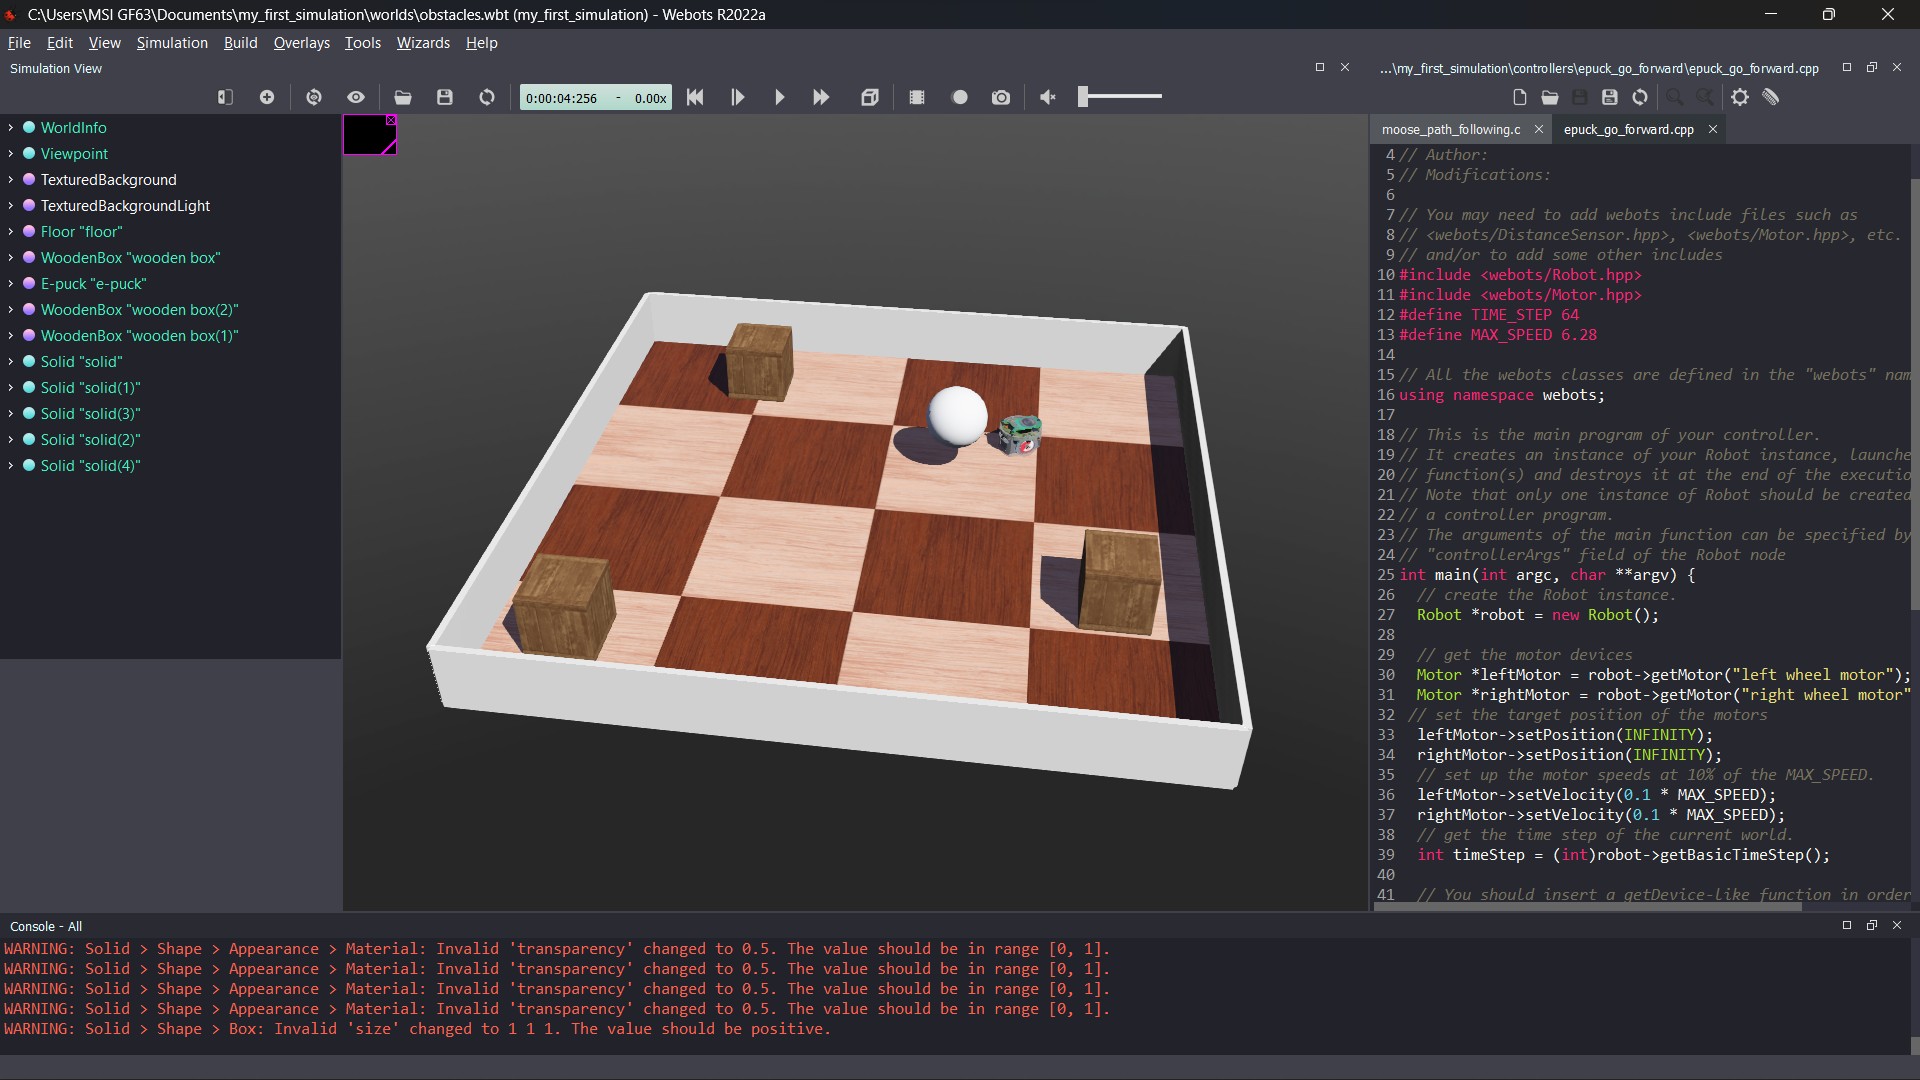 C:\Users\MSI GF63\Documents\my_first_simulation\worlds\obstacles.wbt (my_first_simulation) - Webots R2022a
File Edit View Simulation Build Overlays Tools Wizards Help
Simulation View
0:00:04:256 - 0.00x
WorldInfo
Viewpoint
TexturedBackground
TexturedBackgroundLight
Floor "floor"
WoodenBox "wooden box"
E-puck "e-puck"
WoodenBox "wooden box(2)"
WoodenBox "wooden box(1)"
Solid "solid"
Solid "solid(1)"
Solid "solid(3)"
Solid "solid(2)"
Solid "solid(4)"
...\my_first_simulation\controllers\epuck_go_forward\epuck_go_forward.cpp
moose_path_following.c epuck_go_forward.cpp
4 // Author:
5 // Modifications:
6
7 // You may need to add webots include files such as
8 // <webots/DistanceSensor.hpp>, <webots/Motor.hpp>, etc.
9 // and/or to add some other includes
10 #include <webots/Robot.hpp>
11 #include <webots/Motor.hpp>
12 #define TIME_STEP 64
13 #define MAX_SPEED 6.28
14
15 // All the webots classes are defined in the "webots" nam
16 using namespace webots;
17
18 // This is the main program of your controller.
19 // It creates an instance of your Robot instance, launche
20 // function(s) and destroys it at the end of the executio
21 // Note that only one instance of Robot should be created
22 // a controller program.
23 // The arguments of the main function can be specified by
24 // "controllerArgs" field of the Robot node
25 int main(int argc, char **argv) {
26 // create the Robot instance.
27 Robot *robot = new Robot();
28
29 // get the motor devices
30 Motor *leftMotor = robot->getMotor("left wheel motor");
31 Motor *rightMotor = robot->getMotor("right wheel motor"
32 // set the target position of the motors
33 leftMotor->setPosition(INFINITY);
34 rightMotor->setPosition(INFINITY);
35 // set up the motor speeds at 10% of the MAX_SPEED.
36 leftMotor->setVelocity(0.1 * MAX_SPEED);
37 rightMotor->setVelocity(0.1 * MAX_SPEED);
38 // get the time step of the current world.
39 int timeStep = (int)robot->getBasicTimeStep();
40
41 // You should insert a getDevice-like function in order
Console - All
WARNING: Solid > Shape > Appearance > Material: Invalid 'transparency' changed to 0.5. The value should be in range [0, 1].
WARNING: Solid > Shape > Appearance > Material: Invalid 'transparency' changed to 0.5. The value should be in range [0, 1].
WARNING: Solid > Shape > Appearance > Material: Invalid 'transparency' changed to 0.5. The value should be in range [0, 1].
WARNING: Solid > Shape > Appearance > Material: Invalid 'transparency' changed to 0.5. The value should be in range [0, 1].
WARNING: Solid > Shape > Box: Invalid 'size' changed to 1 1 1. The value should be positive.